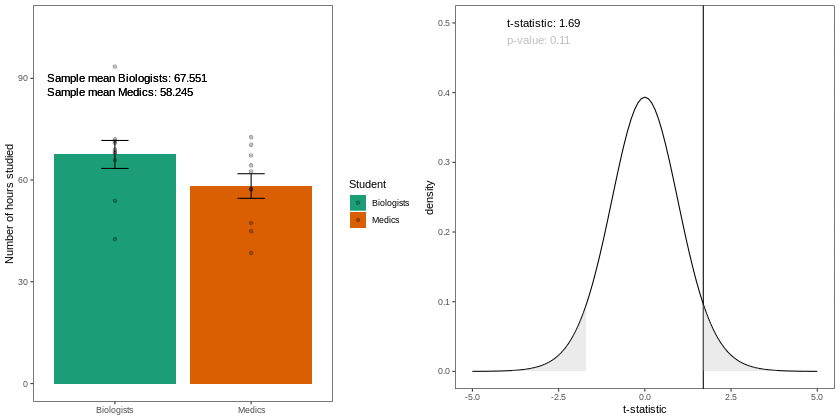 Sample mean Biologists: 67.551
Sample mean Medics: 58.245
Number of hours studied
90
60
30
0
Biologists
Medics
Student
Biologists
Medics
t-statistic: 1.69
p-value: 0.11
density
0.5
0.4
0.3
0.2
0.1
0.0
-5.0
-2.5
0.0
2.5
5.0
t-statistic